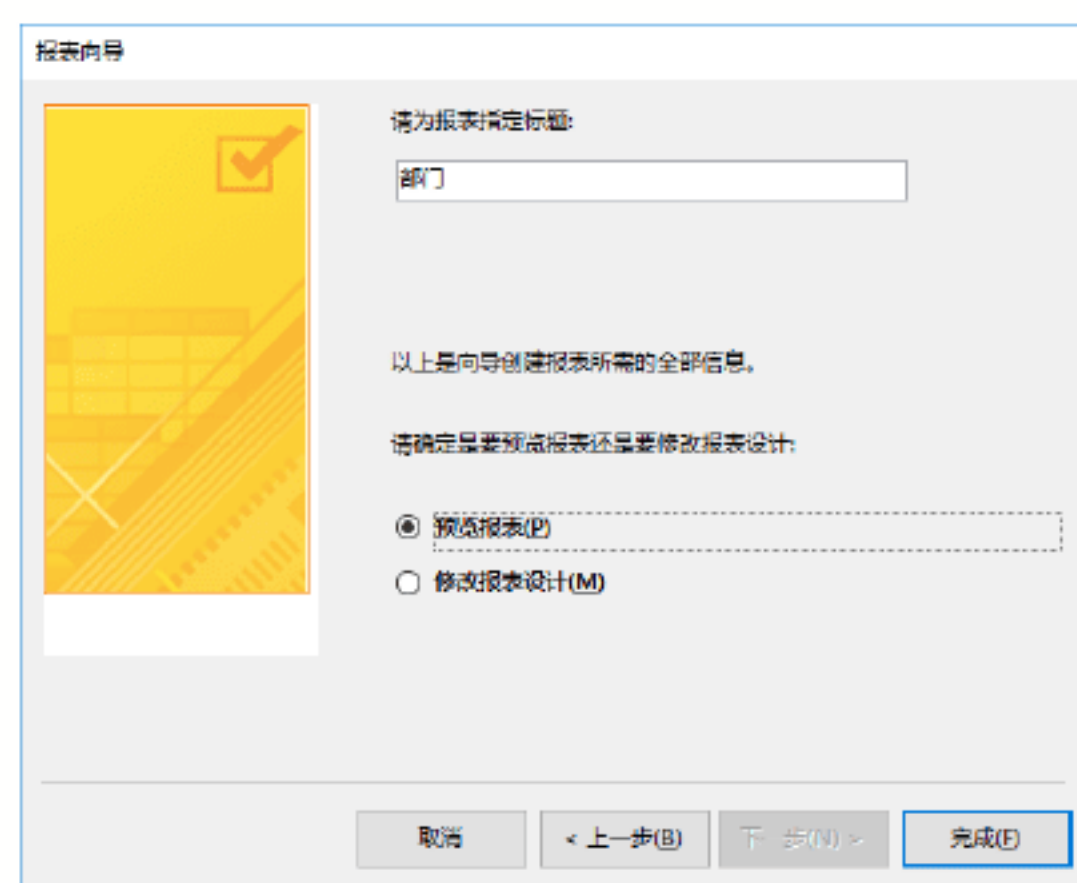 报表向导
请为报表指定标题:
部门
以上是向导创建报表所需的全部信息。
请确定是要预览报表还是要修改报表设计:
预览报表(P)
修改报表设计(M)
取消
< 上一步(B)
下一步(N) >
完成(F)